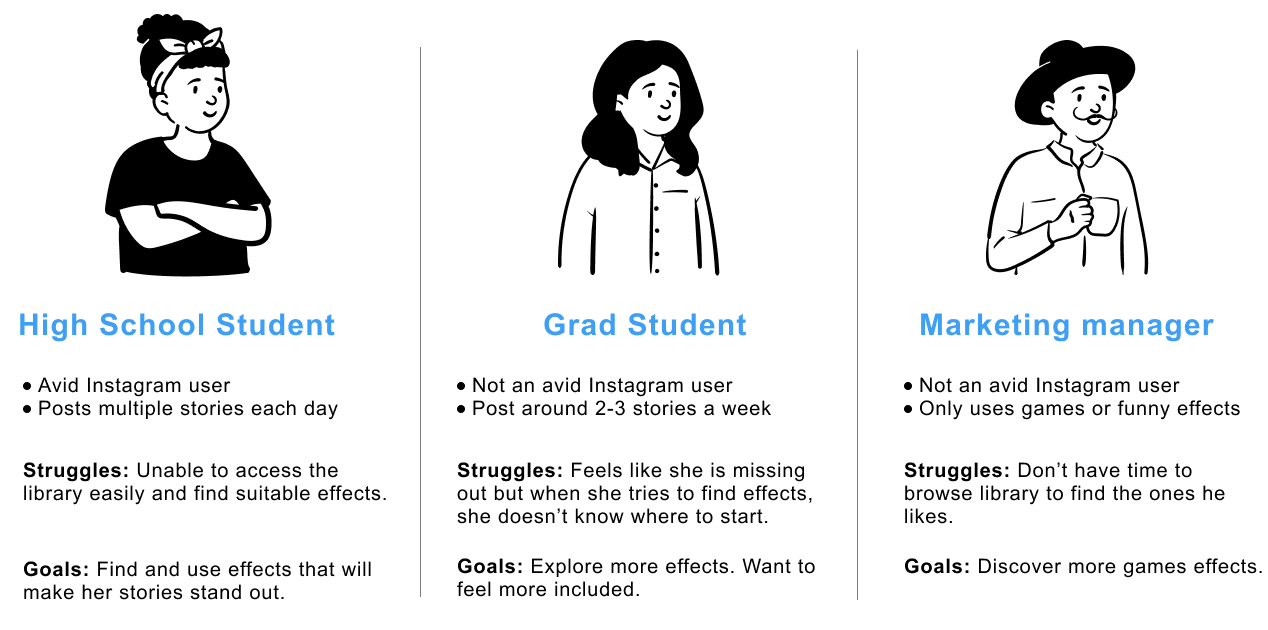 High School Student
• Avid Instagram user
• Posts multiple stories each day
Struggles: Unable to access the
library easily and find suitable effects.
Goals: Find and use effects that will
make her stories stand out.
Grad Student
• Not an avid Instagram user
• Post around 2-3 stories a week
Struggles: Feels like she is missing
out but when she tries to find effects,
she doesn’t know where to start.
Goals: Explore more effects. Want to
feel more included.
Marketing manager
• Not an avid Instagram user
• Only uses games or funny effects
Struggles: Don’t have time to
browse library to find the ones he
likes.
Goals: Discover more games effects.